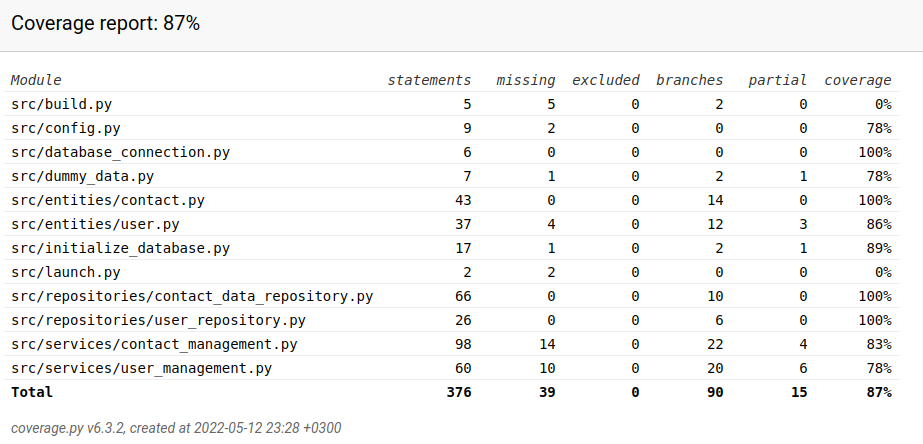 Coverage report: 87%
Module statements missing excluded branches partial coverage
src/build.py 5 5 0 2 0 0%
src/config.py 9 2 0 0 0 78%
src/database_connection.py 6 0 0 0 0 100%
src/dummy_data.py 7 1 0 2 1 78%
src/entities/contact.py 43 0 0 14 0 100%
src/entities/user.py 37 4 0 12 3 86%
src/initialize_database.py 17 1 0 2 1 89%
src/launch.py 2 2 0 0 0 0%
src/repositories/contact_data_repository.py 66 0 0 10 0 100%
src/repositories/user_repository.py 26 0 0 6 0 100%
src/services/contact_management.py 98 14 0 22 4 83%
src/services/user_management.py 60 10 0 20 6 78%
Total 376 39 0 90 15 87%
coverage.py v6.3.2, created at 2022-05-12 23:28 +0300